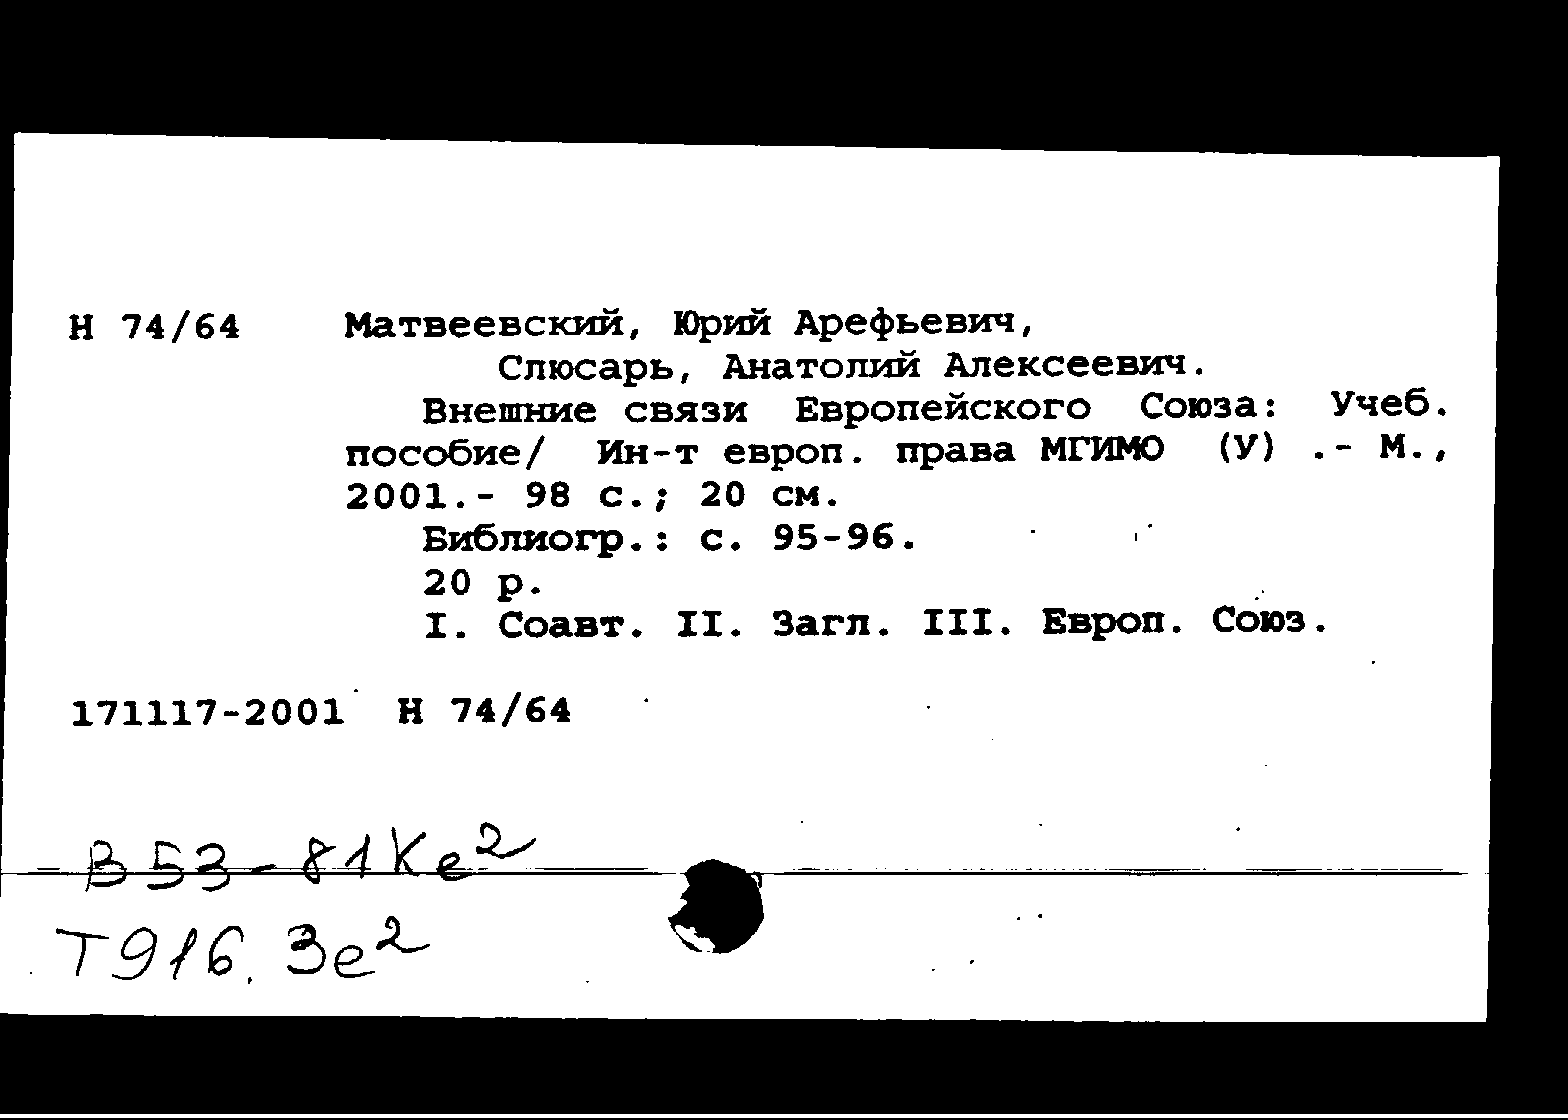 Н 74/64 Матвеевский, Юрий Арефьевич,
Слюсарь, Анатолий Алексеевич.
Внешние связи Европейского Союза: Учеб.
пособие/ Ин-т европ. права МГИМО (У) .- М.,
2001.- 98 с.; 20 см.
Библиогр.: с. 95-96.
20 р.
I. Соавт. II. Загл. III. Европ. Союз.
171117-2001 Н 74/64
В53-81Ке2
Т916.3е2